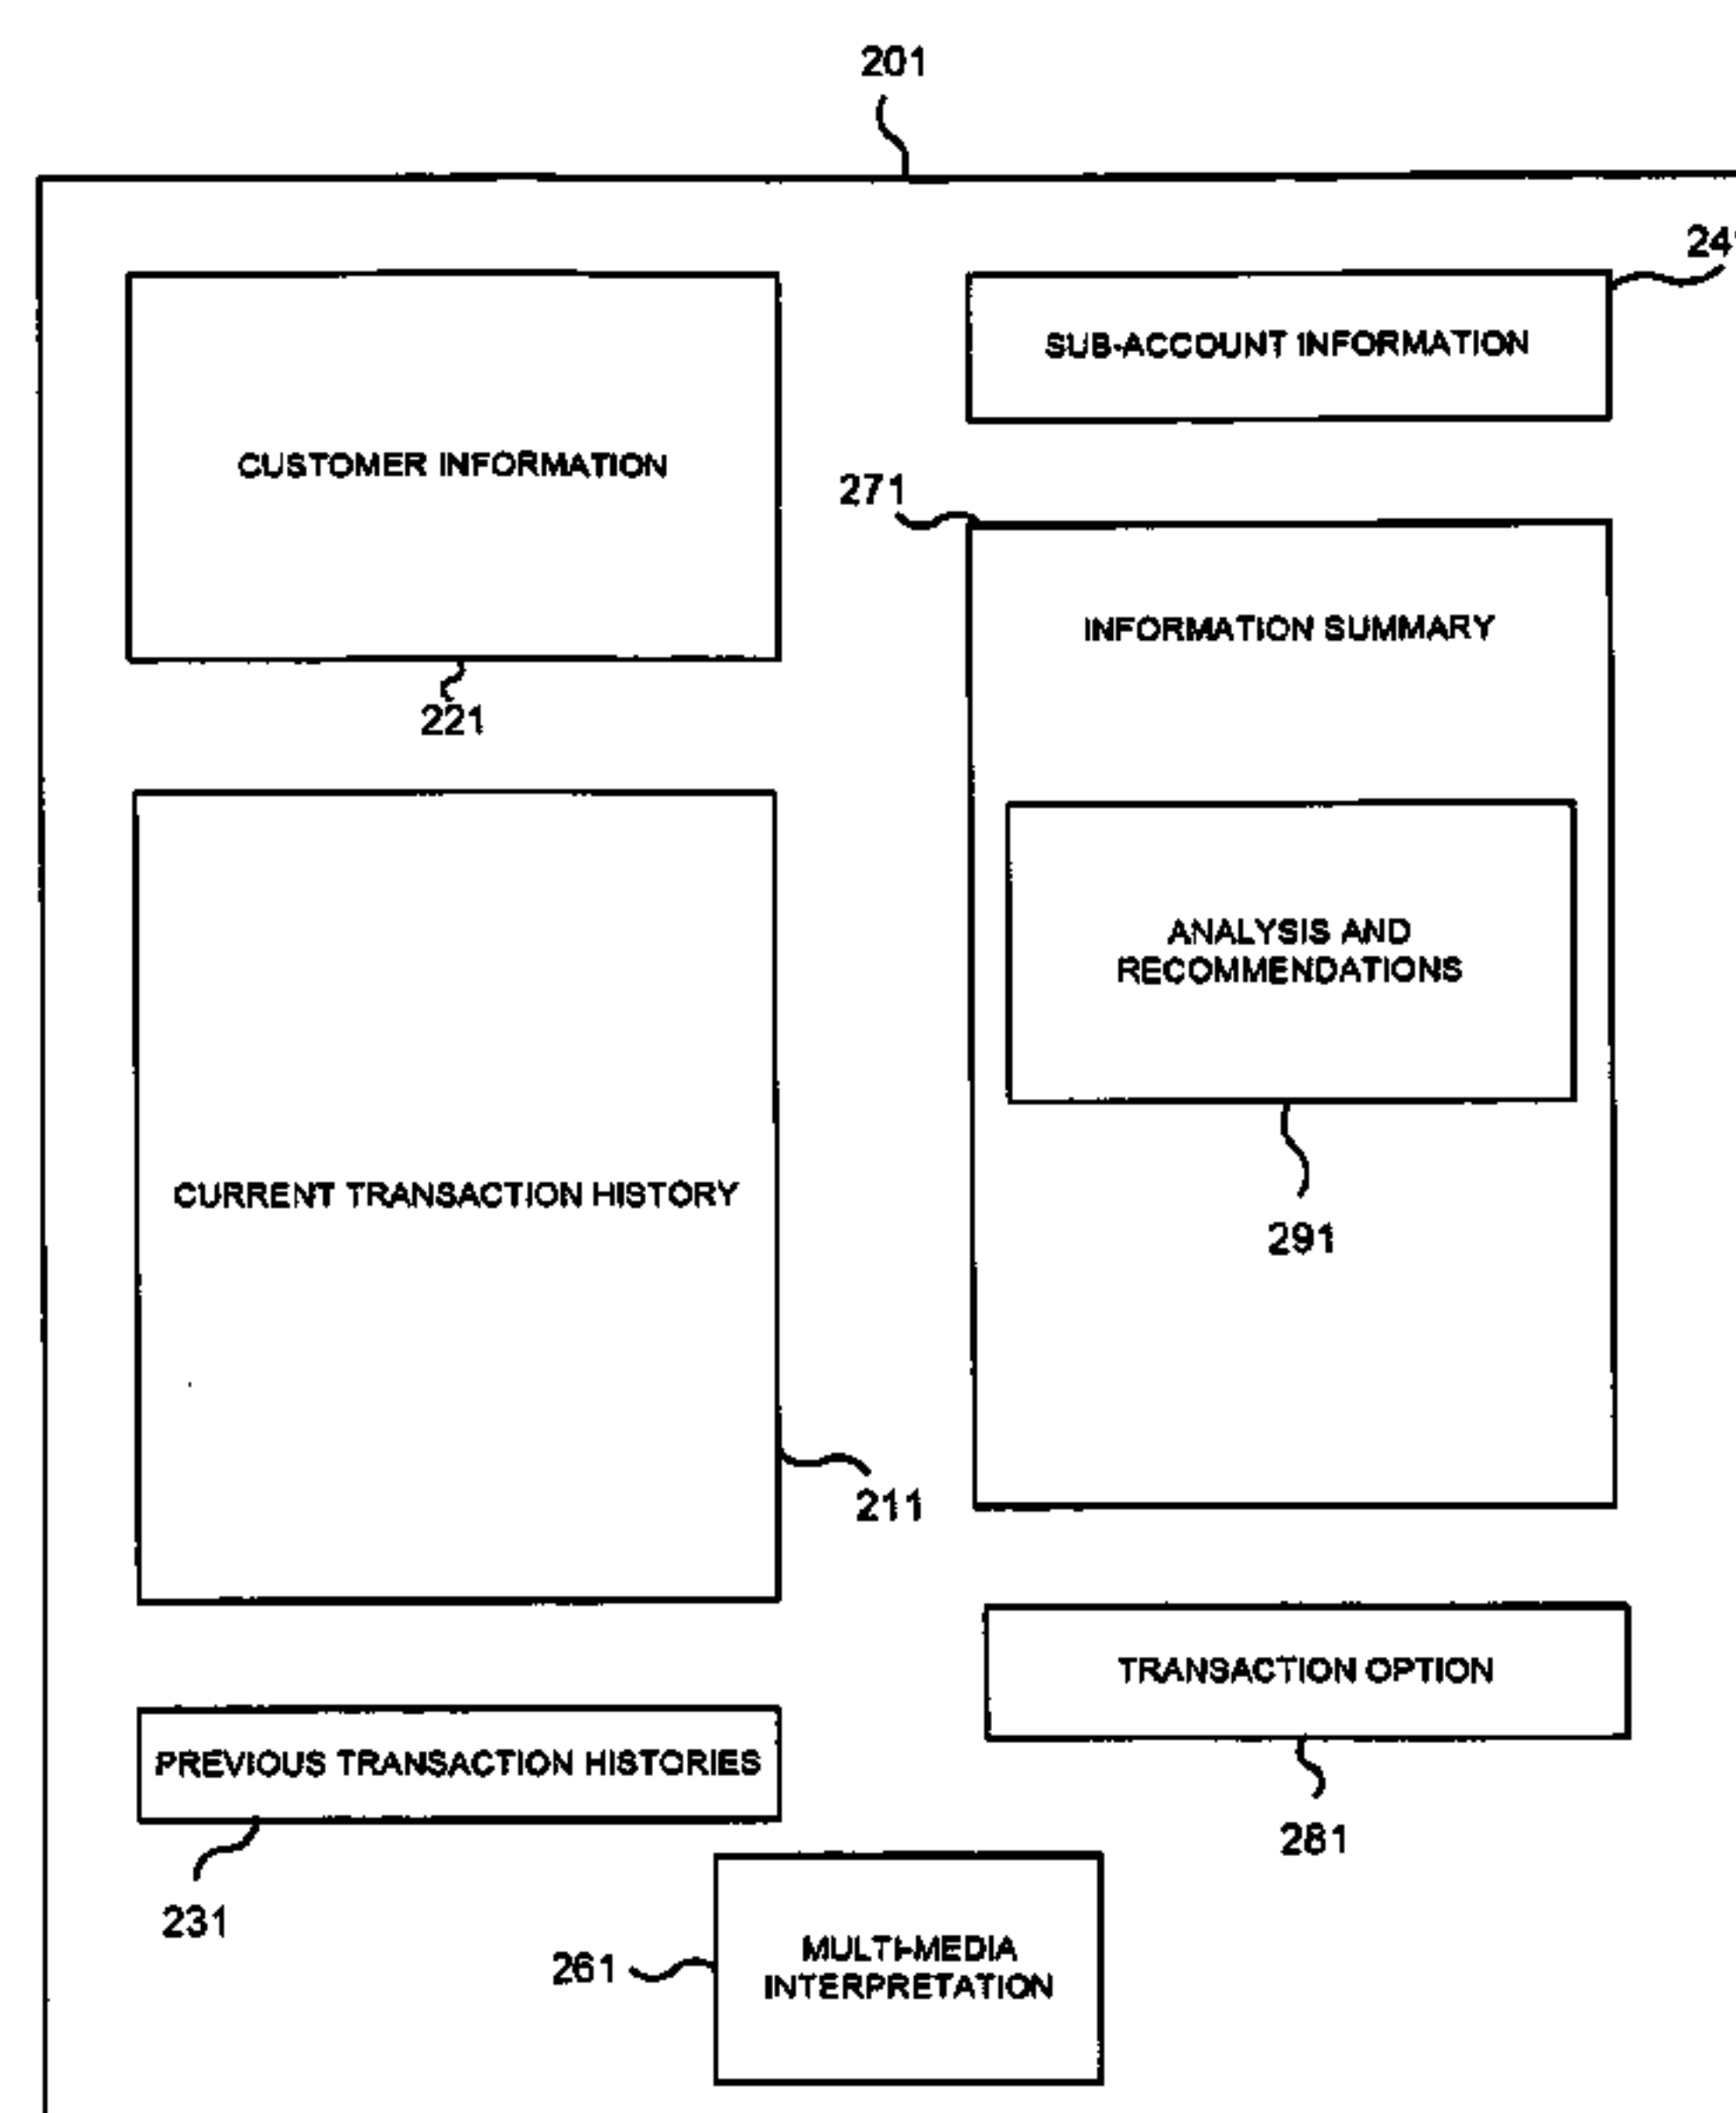 201
24
SUB-ACCOUNT INFORMATION
CUSTOMER INFORMATION
271
INFORMATION SUMMARY
221
ANALYSIS AND
RECOMMENDATIONS
CURRENT TRANSACTION HISTORY
291
211
TRANSACTION OPTION
PREVIOUS TRANSACTION HISTORIES
281
231
MULTI-MEDIA
INTERPRETATION
261